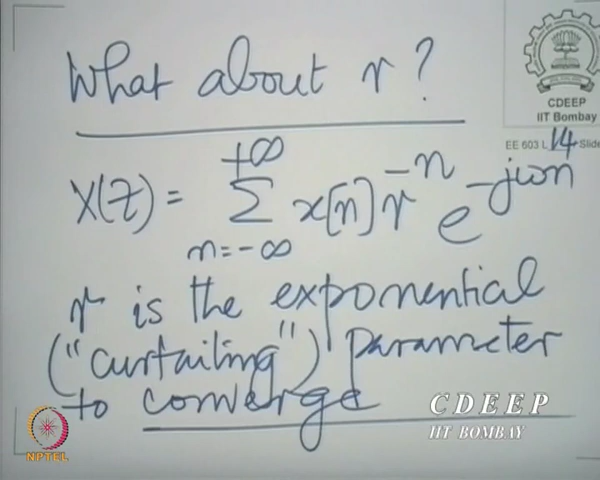 What about r?
CDEEP
IIT Bombay
EE 603 L 14 Slide
X(Z) = +∞ Σ n=-∞ x[n] r^-n e^-jωn
r is the exponential
("curtailing") parameter
to converge
CDEEP
IIT BOMBAY
NPTEL